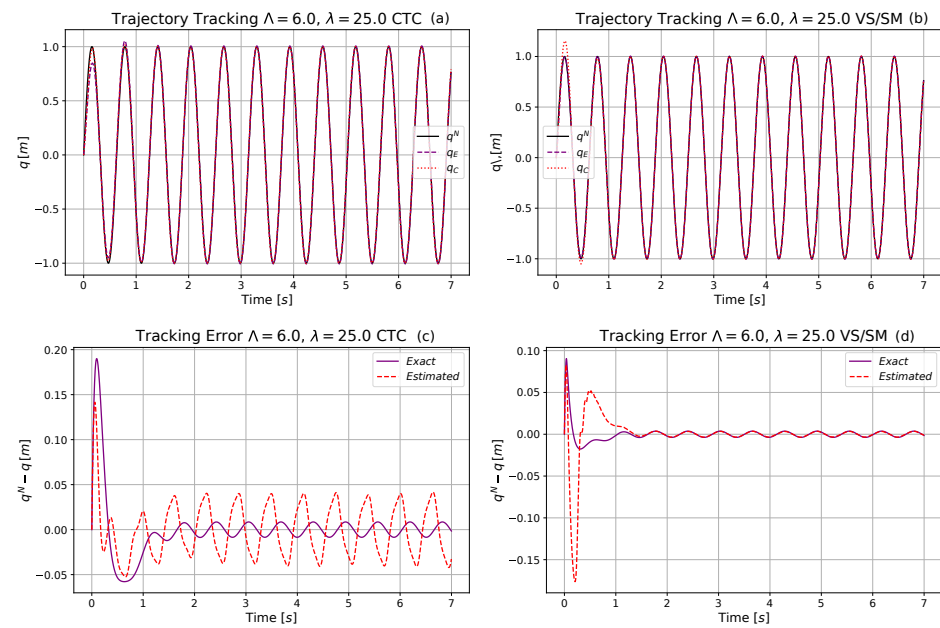 Trajectory Tracking Λ = 6.0, λ = 25.0 CTC (a)
q [m]
1.0
0.5
0.0
−0.5
−1.0
q^N
q_E
q_C
0 1 2 3 4 5 6 7
Time [s]
Trajectory Tracking Λ = 6.0, λ = 25.0 VS/SM (b)
q\,[m]
1.0
0.5
0.0
−0.5
−1.0
q^N
q_E
q_C
0 1 2 3 4 5 6 7
Time [s]
Tracking Error Λ = 6.0, λ = 25.0 CTC (c)
q^N − q [m]
0.20
0.15
0.10
0.05
0.00
−0.05
Exact
Estimated
0 1 2 3 4 5 6 7
Time [s]
Tracking Error Λ = 6.0, λ = 25.0 VS/SM (d)
q^N − q [m]
0.10
0.05
0.00
−0.05
−0.10
−0.15
Exact
Estimated
0 1 2 3 4 5 6 7
Time [s]